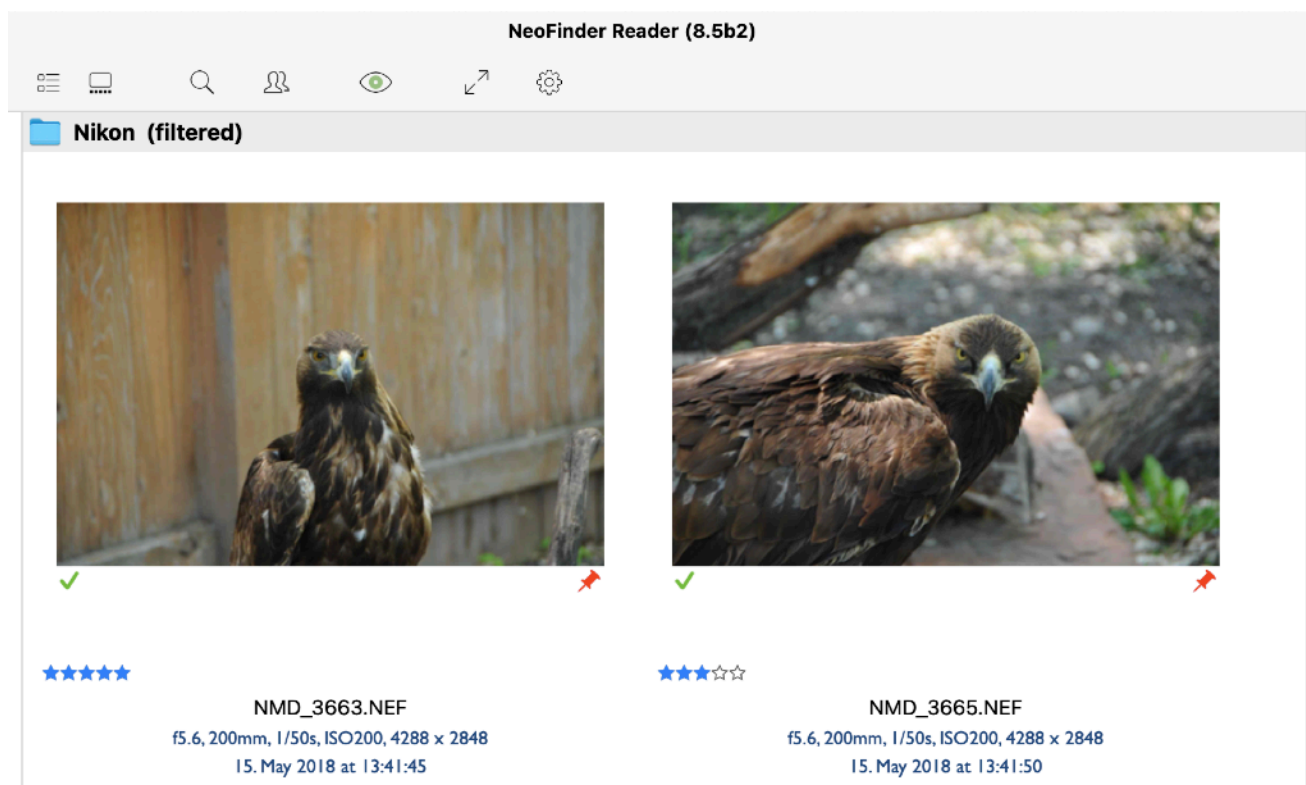 NeoFinder Reader (8.5b2)
Nikon (filtered)
NMD_3663.NEF
f5.6, 200mm, 1/50s, ISO200, 4288 x 2848
15. May 2018 at 13:41:45
NMD_3665.NEF
f5.6, 200mm, 1/50s, ISO200, 4288 x 2848
15. May 2018 at 13:41:50